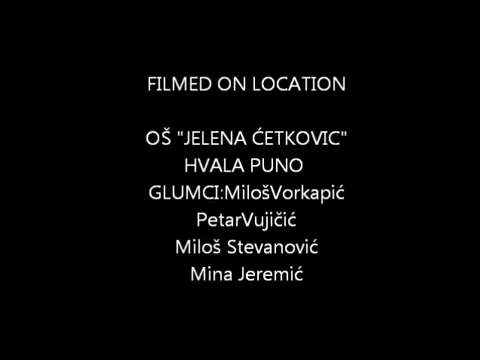 FILMED ON LOCATION
OŠ "JELENA ĆETKOVIC"
HVALA PUNO
GLUMCI:MilošVorkapić
PetarVujičić
Miloš Stevanović
Mina Jeremić